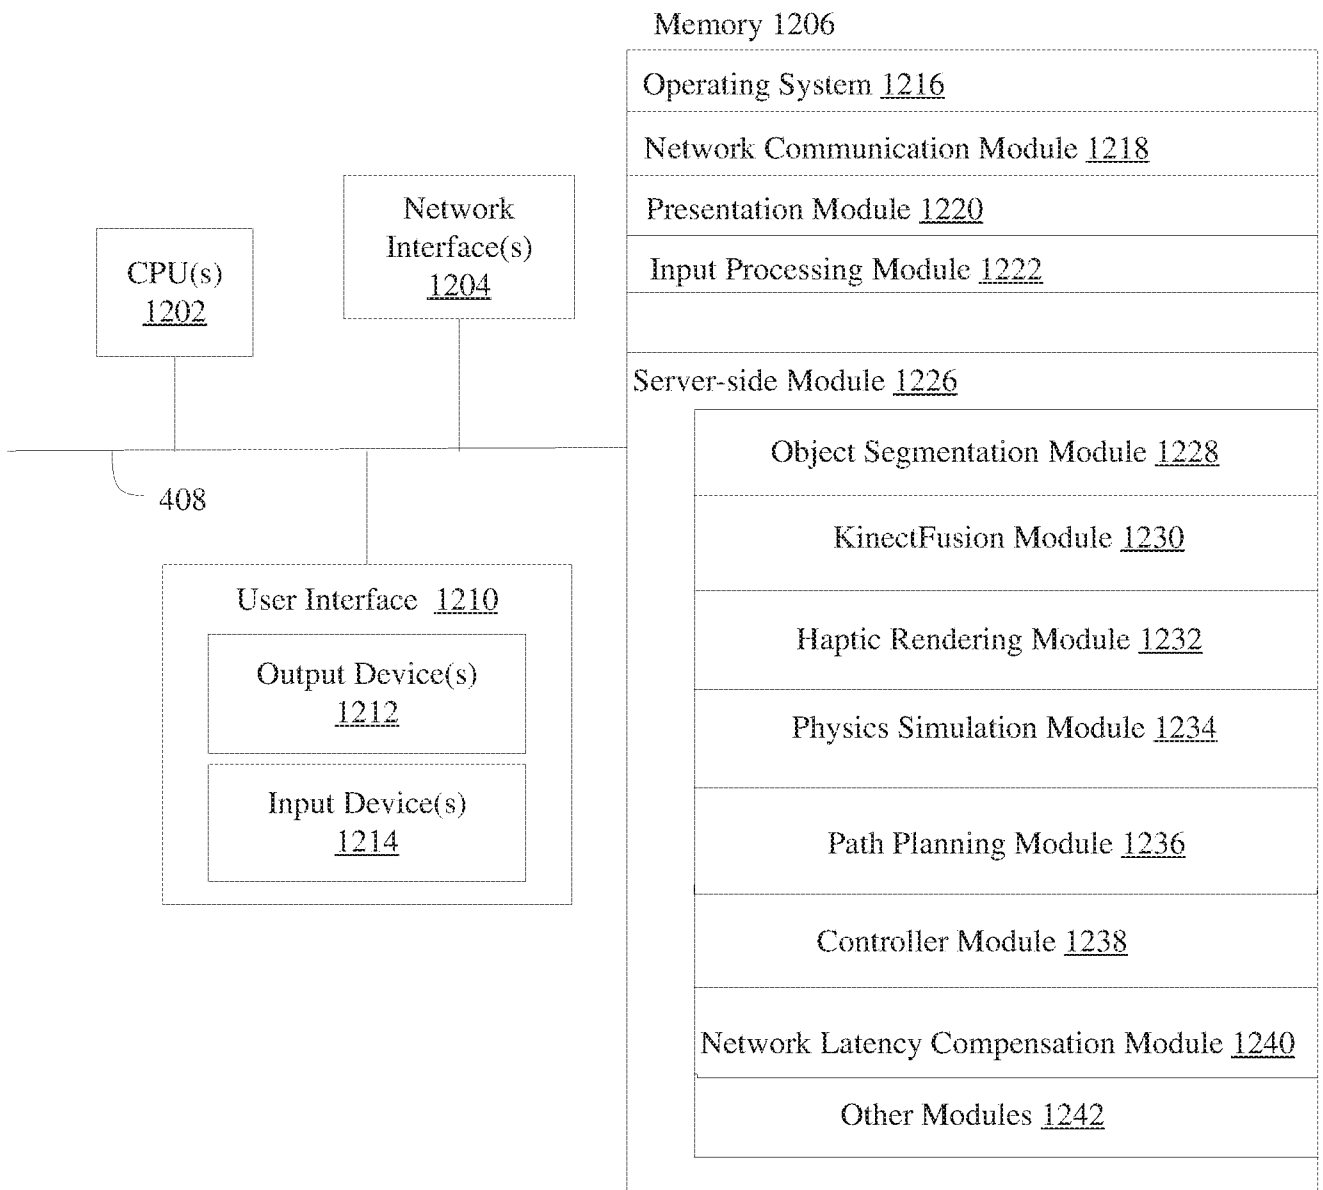 Memory 1206
Operating System 1216
Network Communication Module 1218
Presentation Module 1220
Input Processing Module 1222
Server-side Module 1226
Object Segmentation Module 1228
KinectFusion Module 1230
Haptic Rendering Module 1232
Physics Simulation Module 1234
Path Planning Module 1236
Controller Module 1238
Network Latency Compensation Module 1240
Other Modules 1242
Network
Interface(s)
1204
CPU(s)
1202
408
User Interface 1210
Output Device(s)
1212
Input Device(s)
1214